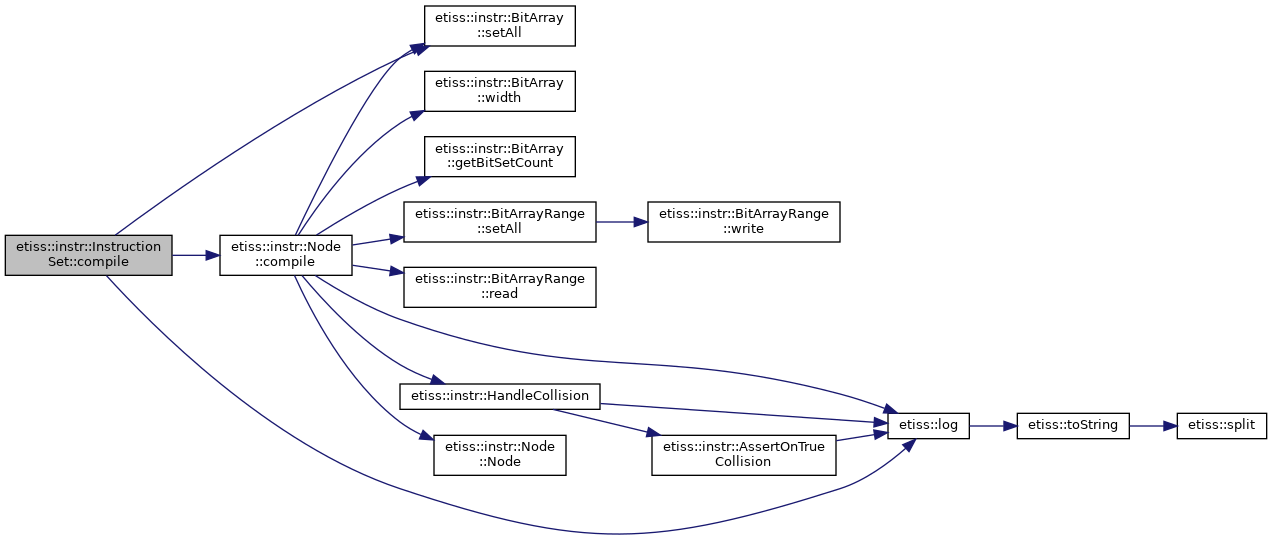 etiss::instr::BitArray
::setAll
etiss::instr::BitArray
::width
etiss::instr::BitArray
::getBitSetCount
etiss::instr::BitArrayRange
::setAll
etiss::instr::BitArrayRange
::write
etiss::instr::Instruction
Set::compile
etiss::instr::Node
::compile
etiss::instr::BitArrayRange
::read
etiss::instr::HandleCollision
etiss::log
etiss::toString
etiss::split
etiss::instr::Node
::Node
etiss::instr::AssertOnTrue
Collision